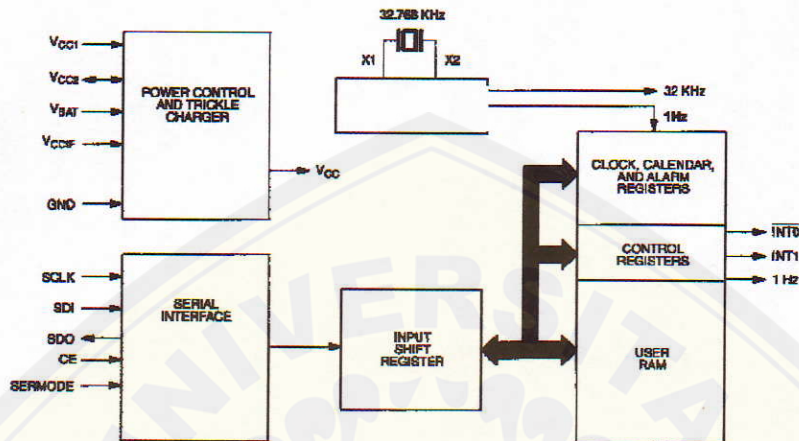 32.768 KHz
X1
X2
VCC1
VCC2
VBAT
VCCIF
GND
POWER CONTROL
AND TRICKLE
CHARGER
VCC
32 KHz
1Hz
CLOCK, CALENDAR,
AND ALARM
REGISTERS
CONTROL
REGISTERS
INT0
INT1
1 Hz
USER
RAM
SCLK
SDI
SDO
CE
SERMODE
SERIAL
INTERFACE
INPUT
SHIFT
REGISTER
UNIVERSITA